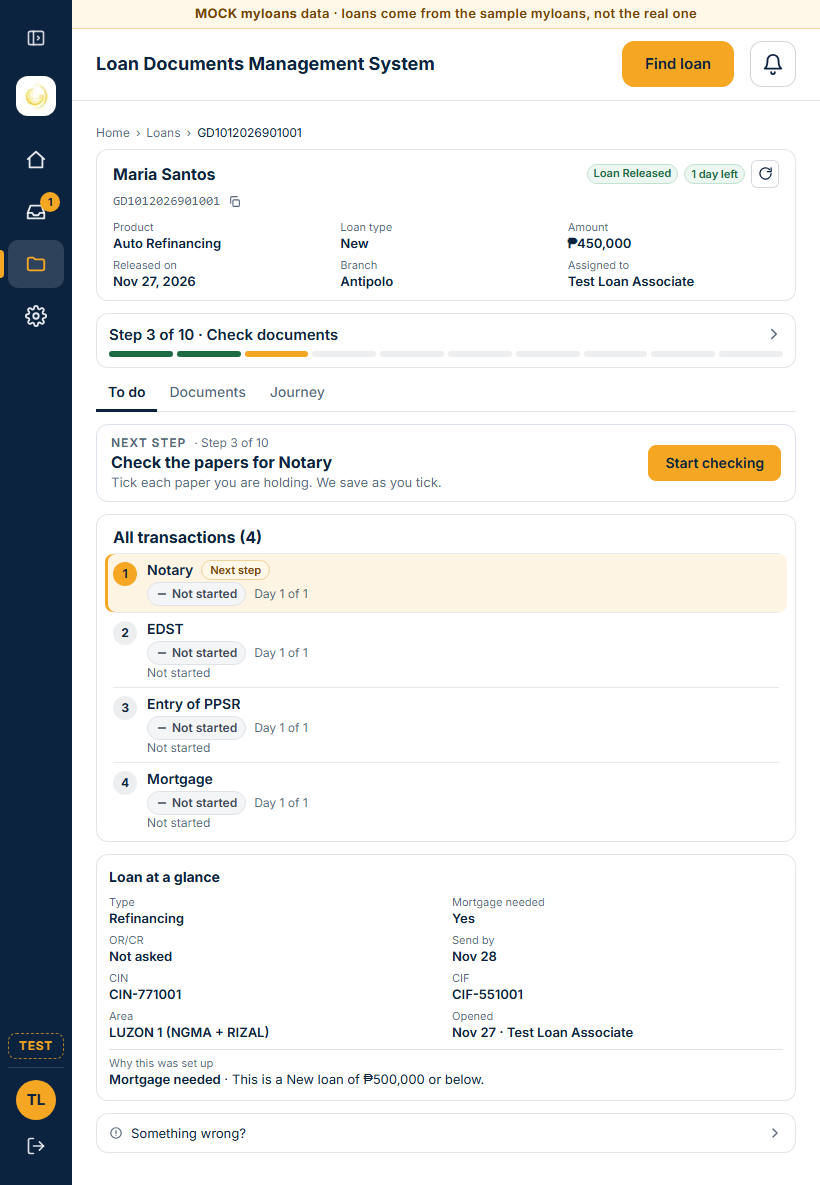 MOCK myloans data · loans come from the sample myloans, not the real one
Loan Documents Management System
Find loan
1
Home › Loans › GD1012026901001
Maria Santos
Loan Released
1 day left
GD1012026901001
Product
Loan type
Amount
Auto Refinancing
New
₱450,000
Released on
Branch
Assigned to
Nov 27, 2026
Antipolo
Test Loan Associate
Step 3 of 10 · Check documents
To do
Documents
Journey
NEXT STEP · Step 3 of 10
Check the papers for Notary
Tick each paper you are holding. We save as you tick.
Start checking
All transactions (4)
1 Notary Next step
– Not started Day 1 of 1
2 EDST
– Not started Day 1 of 1
Not started
3 Entry of PPSR
– Not started Day 1 of 1
Not started
4 Mortgage
– Not started Day 1 of 1
Not started
Loan at a glance
Type
Mortgage needed
Refinancing
Yes
OR/CR
Send by
Not asked
Nov 28
CIN
CIF
CIN-771001
CIF-551001
Area
Opened
LUZON 1 (NGMA + RIZAL)
Nov 27 · Test Loan Associate
Why this was set up
Mortgage needed · This is a New loan of ₱500,000 or below.
Something wrong?
TEST
TL